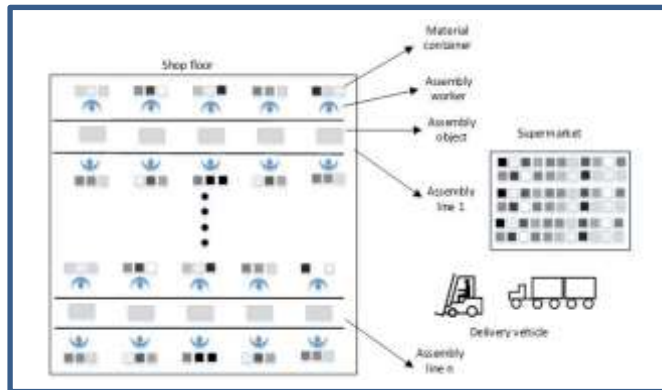 Material
container
Shop floor
Assembly
worker
Assembly
object
Supermarket
Assembly
line 1
Delivery vehicle
Assembly
line n